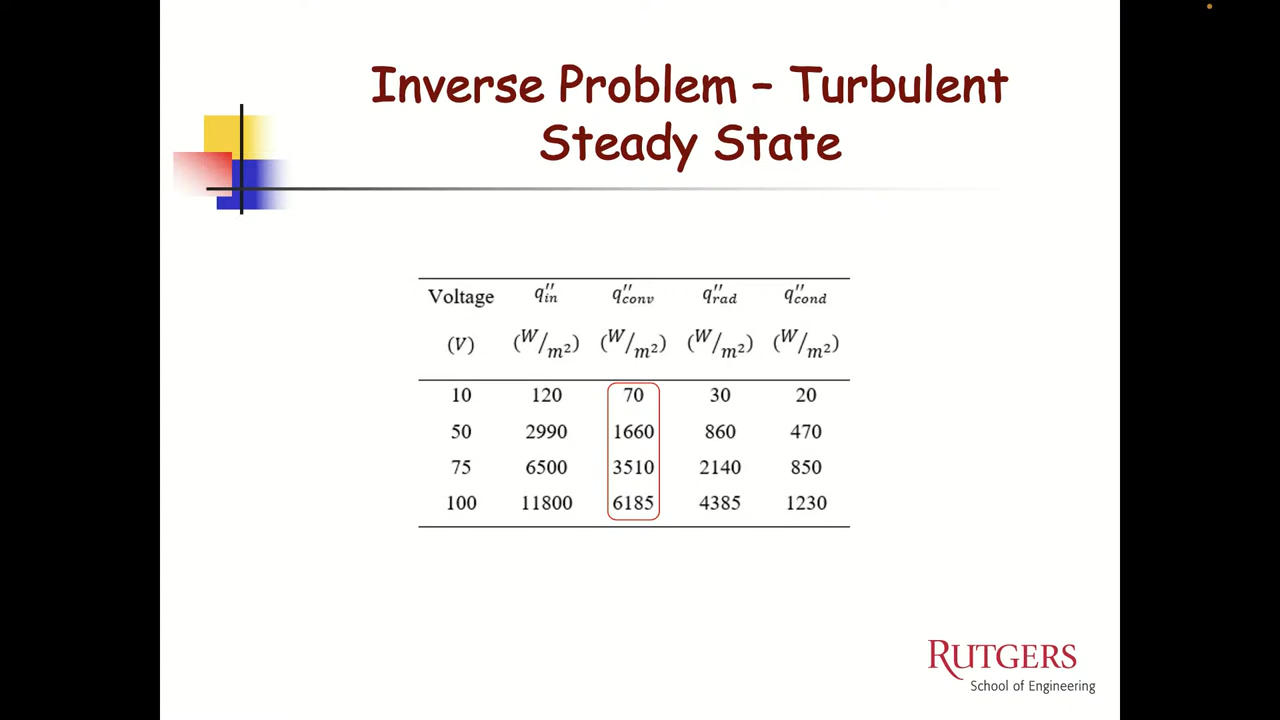 Inverse Problem – Turbulent
Steady State
Voltage q''in q''conv q''rad q''cond
(V) (W/m²) (W/m²) (W/m²) (W/m²)
10 120 70 30 20
50 2990 1660 860 470
75 6500 3510 2140 850
100 11800 6185 4385 1230
RUTGERS
School of Engineering